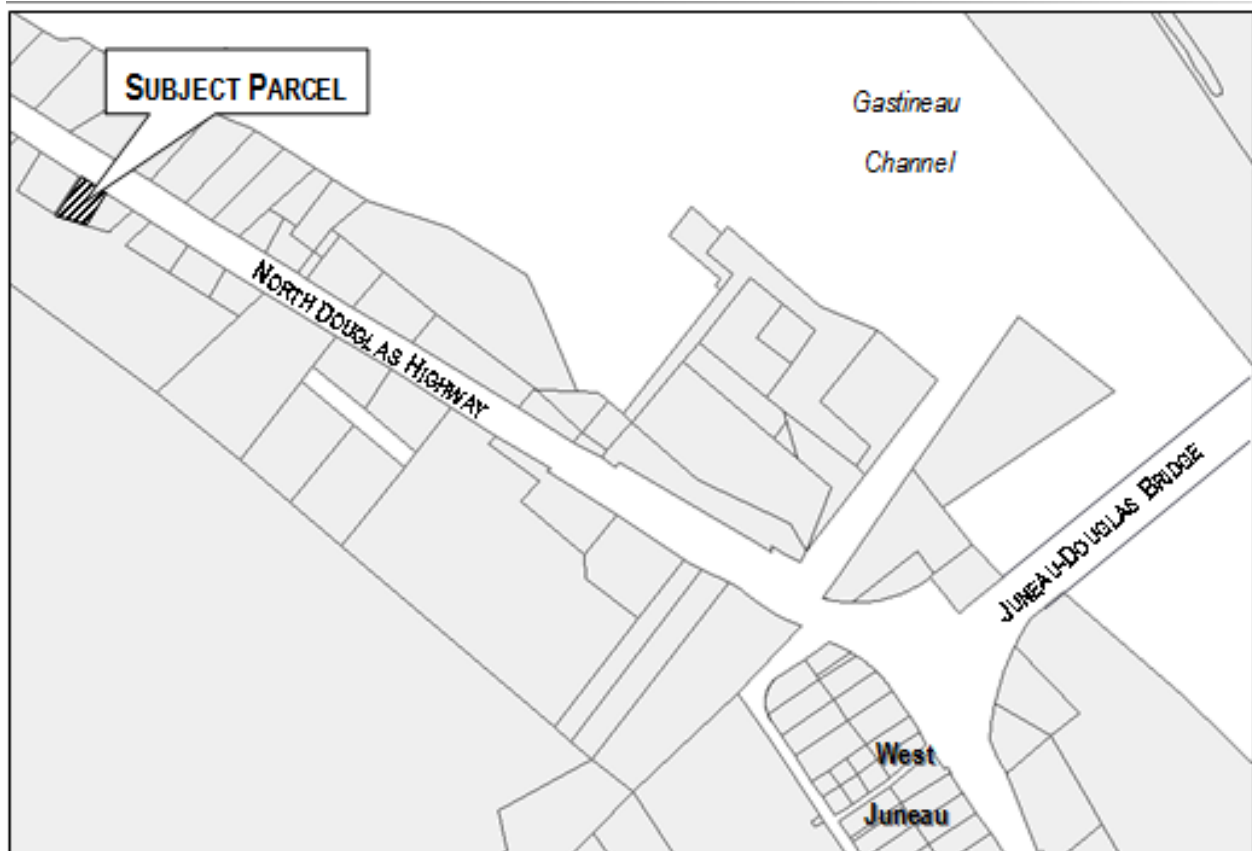 SUBJECT PARCEL
Gastineau
Channel
NORTH DOUGLAS HIGHWAY
JUNEAU-DOUGLAS BRIDGE
West
Juneau